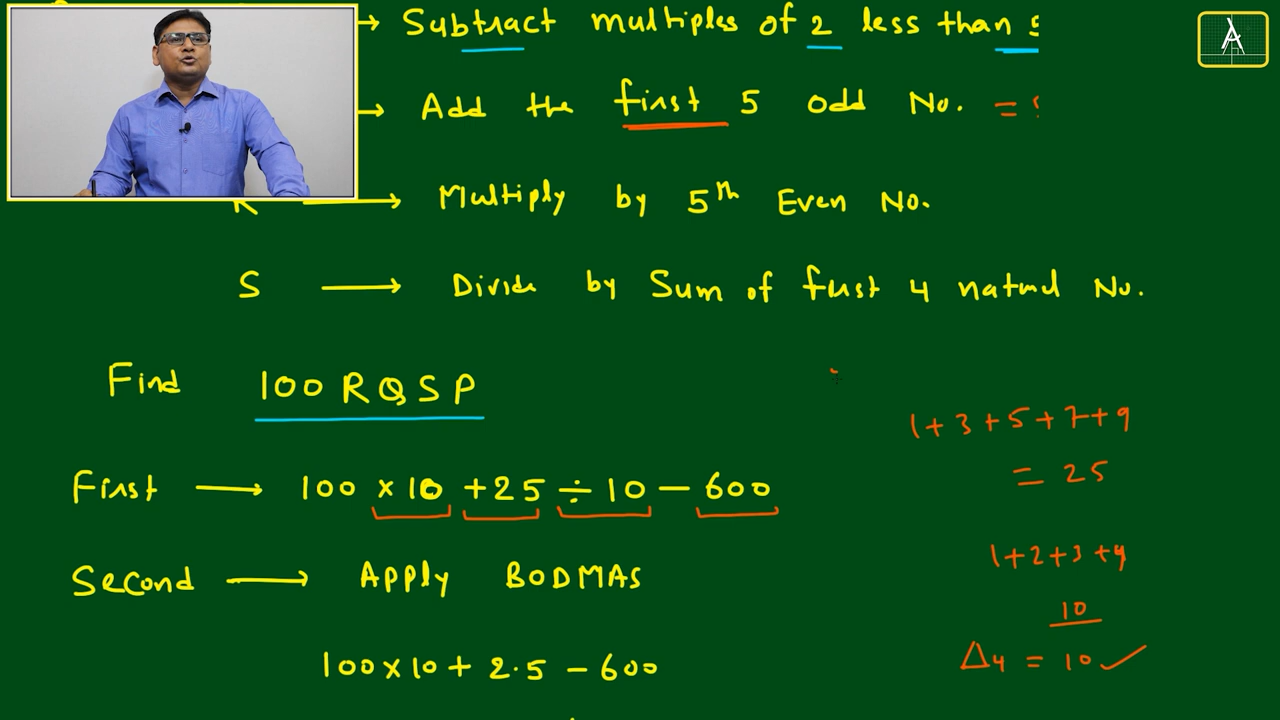 → Subtract multiples of 2 less than
→ Add the first 5 odd No. =
R → Multiply by 5th Even No.
S → Divide by Sum of first 4 natural No.
Find 100 R Q S P
First → 100 × 10 + 25 ÷ 10 − 600
Second → Apply BODMAS
100 × 10 + 2.5 − 600
1 + 3 + 5 + 7 + 9
= 25
1 + 2 + 3 + 4
10
Δ4 = 10 ✓